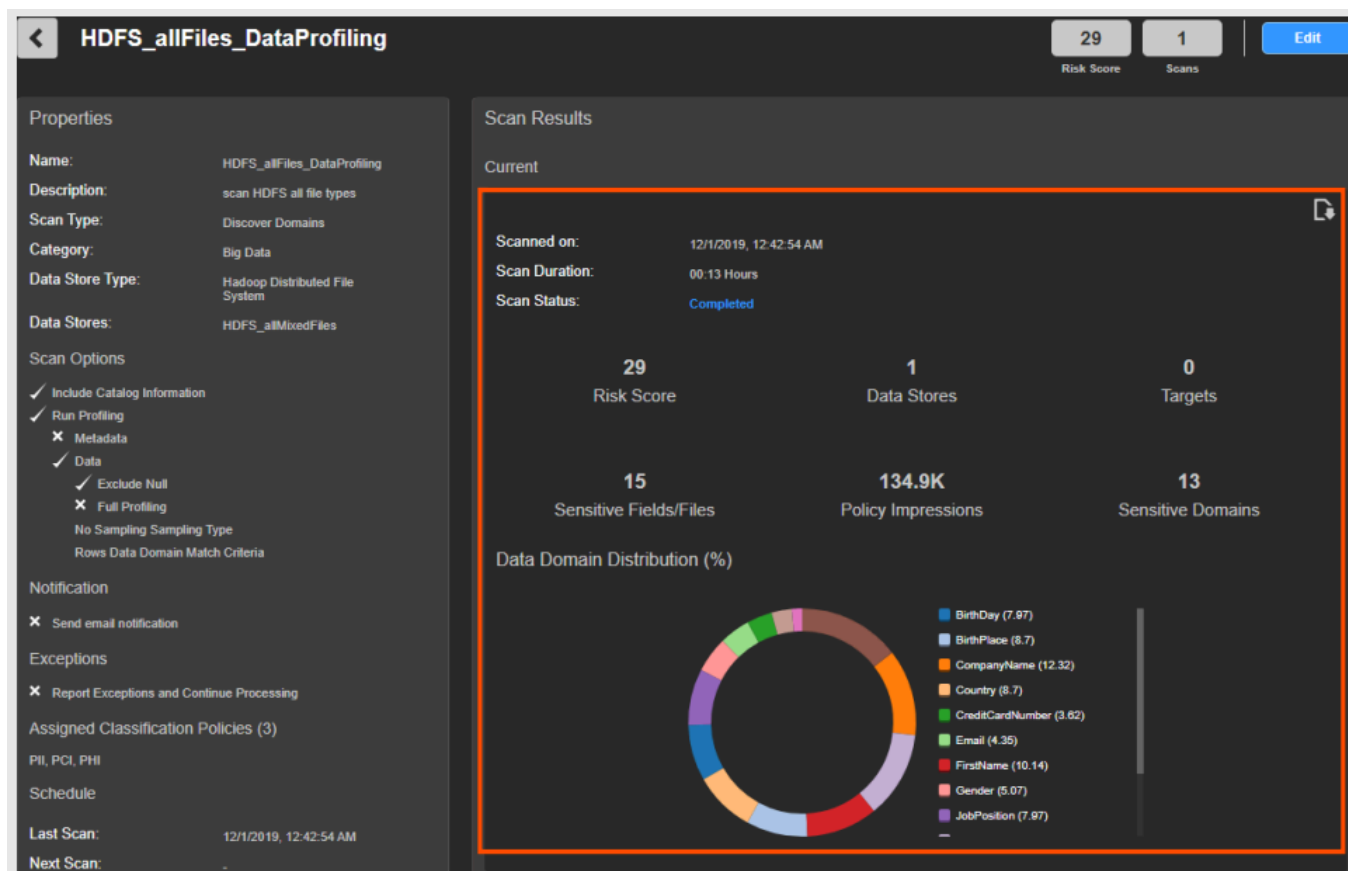 HDFS_allFiles_DataProfiling
29
Risk Score
1
Scans
Edit
Properties
Name: HDFS_allFiles_DataProfiling
Description: scan HDFS all file types
Scan Type: Discover Domains
Category: Big Data
Data Store Type: Hadoop Distributed File
System
Data Stores: HDFS_allMixedFiles
Scan Options
Include Catalog Information
Run Profiling
Metadata
Data
Exclude Null
Full Profiling
No Sampling Sampling Type
Rows Data Domain Match Criteria
Notification
Send email notification
Exceptions
Report Exceptions and Continue Processing
Assigned Classification Policies (3)
PII, PCI, PHI
Schedule
Last Scan: 12/1/2019, 12:42:54 AM
Next Scan: -
Scan Results
Current
Scanned on: 12/1/2019, 12:42:54 AM
Scan Duration: 00:13 Hours
Scan Status: Completed
29
Risk Score
1
Data Stores
0
Targets
15
Sensitive Fields/Files
134.9K
Policy Impressions
13
Sensitive Domains
Data Domain Distribution (%)
BirthDay (7.97)
BirthPlace (8.7)
CompanyName (12.32)
Country (8.7)
CreditCardNumber (3.62)
Email (4.35)
FirstName (10.14)
Gender (5.07)
JobPosition (7.97)